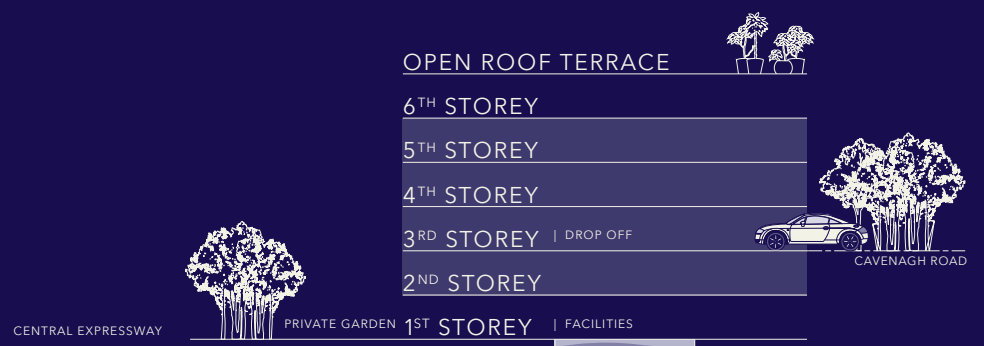 OPEN ROOF TERRACE
6TH STOREY
5TH STOREY
4TH STOREY
3RD STOREY | DROP OFF
CAVENAGH ROAD
2ND STOREY
CENTRAL EXPRESSWAY PRIVATE GARDEN 1ST STOREY | FACILITIES